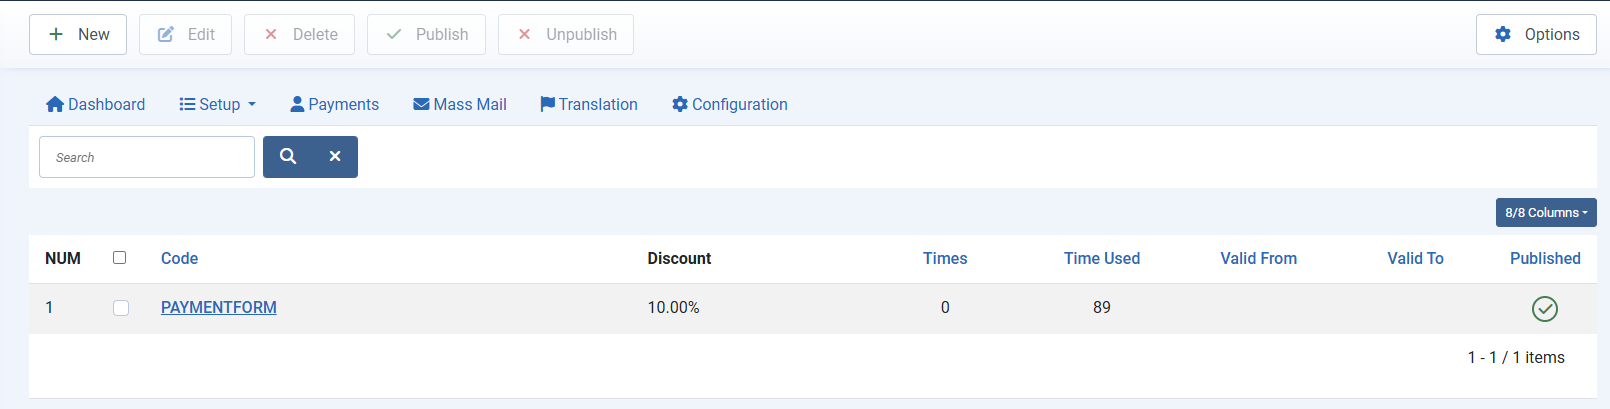 New Edit Delete Publish Unpublish Options
Dashboard Setup Payments Mass Mail Translation Configuration
Search
8/8 Columns
NUM Code Discount Times Time Used Valid From Valid To Published
1 PAYMENTFORM 10.00% 0 89
1 - 1 / 1 items